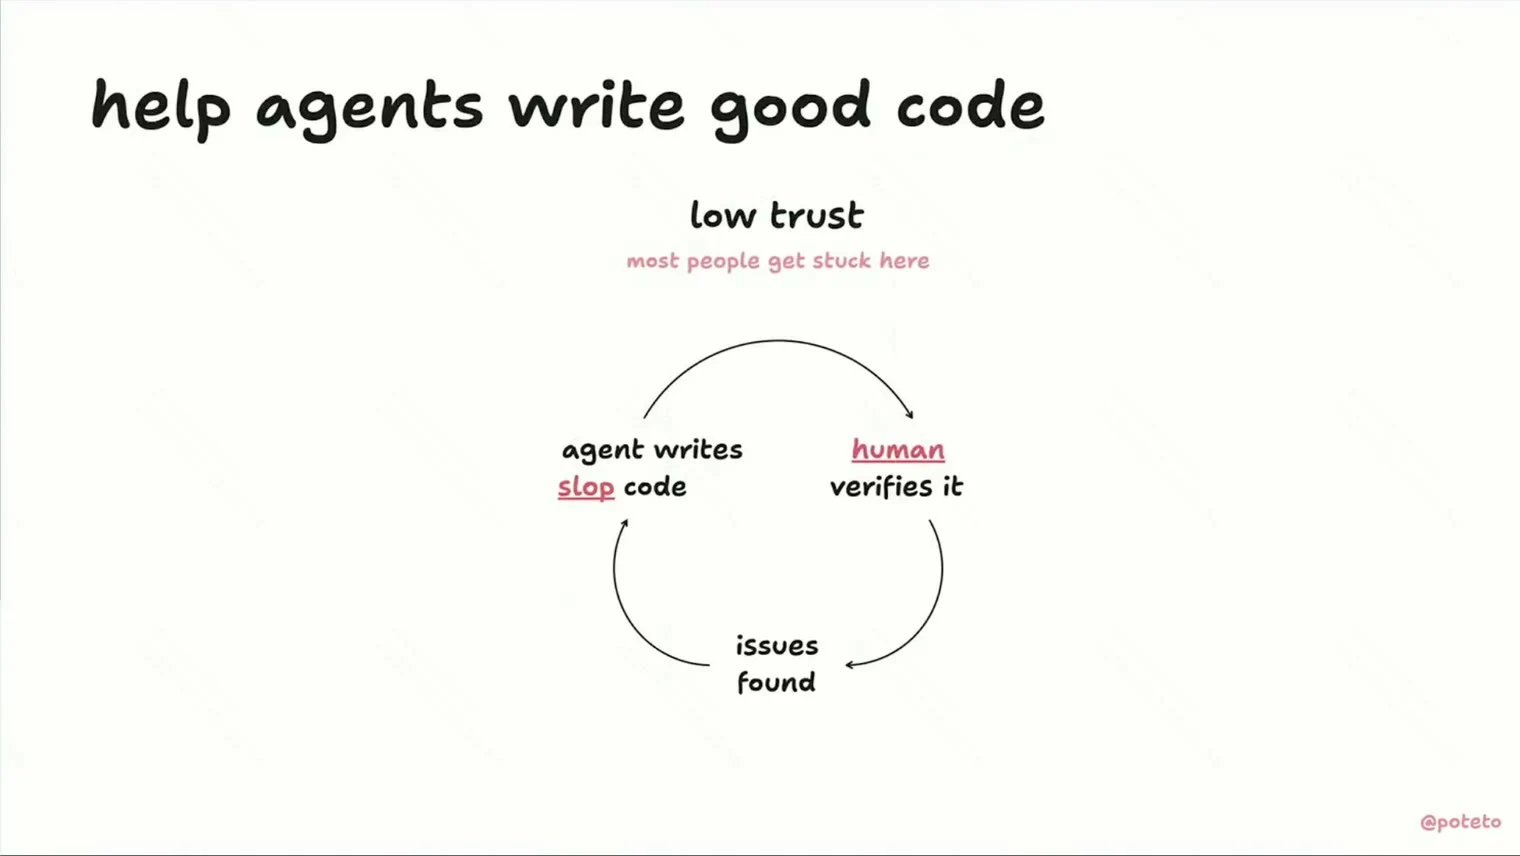 help agents write good code
low trust
most people get stuck here
agent writes
slop code
human
verifies it
issues
found
@poteto